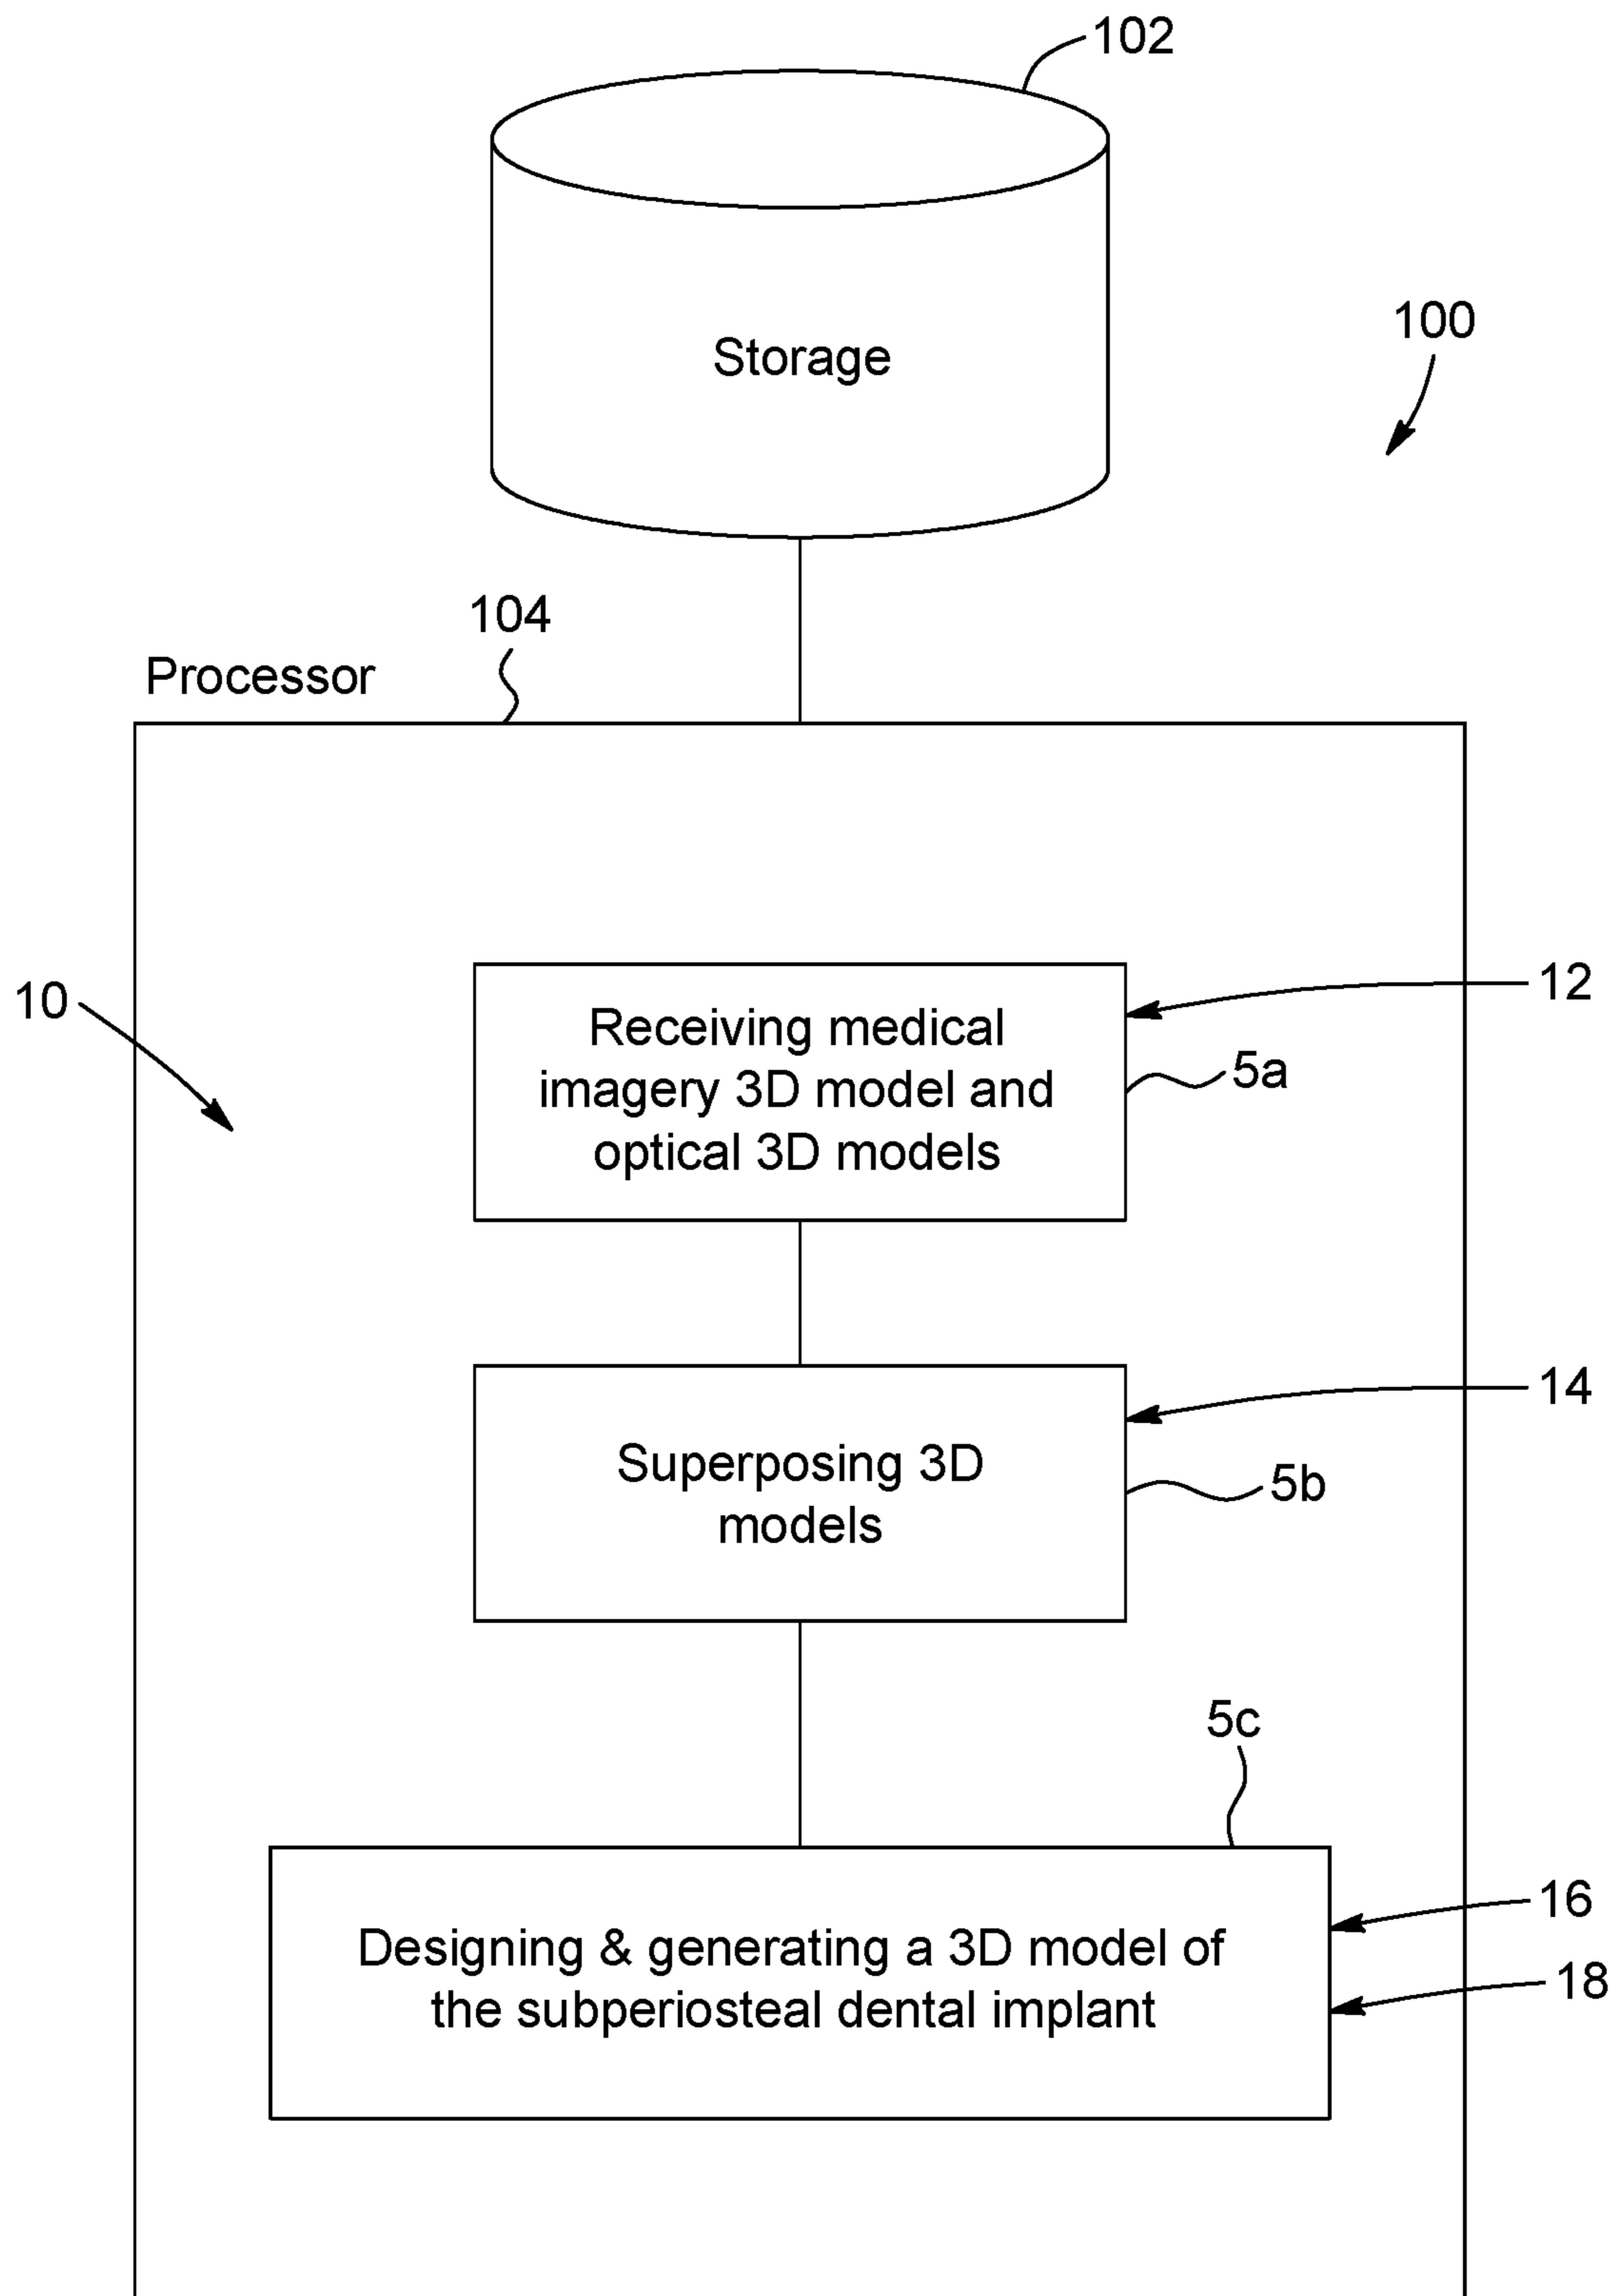 102
Storage
100
104
Processor
10
12
Receiving medical
imagery 3D model and
optical 3D models
5a
14
Superposing 3D
models
5b
5c
16
Designing & generating a 3D model of
the subperiosteal dental implant
18